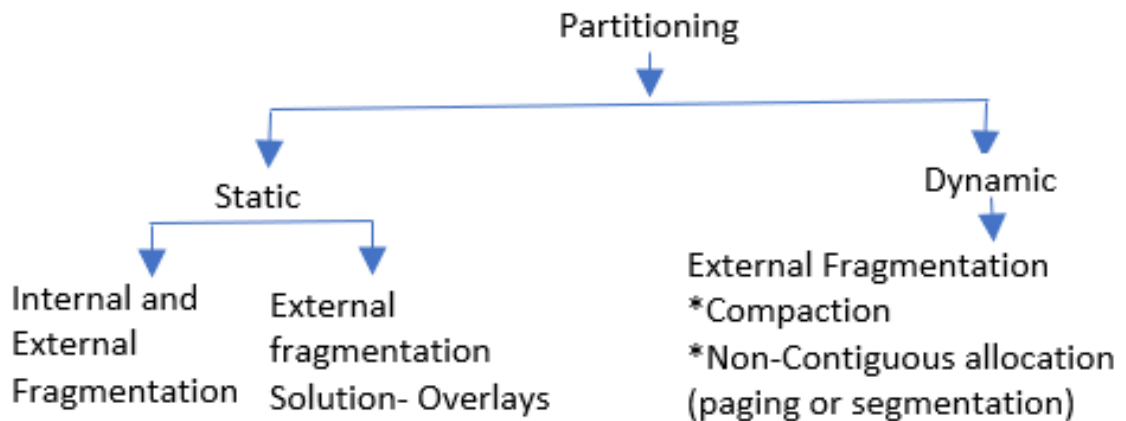 Partitioning
Static
Dynamic
Internal and
External
Fragmentation
External
fragmentation
Solution- Overlays
External Fragmentation
*Compaction
*Non-Contiguous allocation
(paging or segmentation)